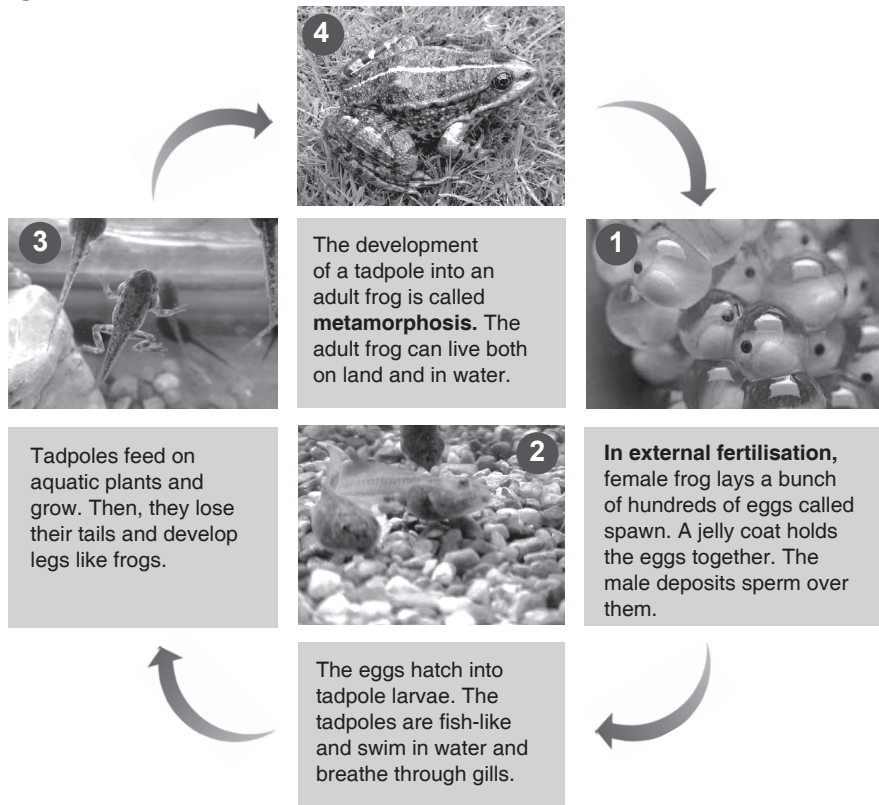 4
The development
of a tadpole into an
adult frog is called
metamorphosis. The
adult frog can live both
on land and in water.
3
Tadpoles feed on
aquatic plants and
grow. Then, they lose
their tails and develop
legs like frogs.
1
In external fertilisation,
female frog lays a bunch
of hundreds of eggs called
spawn. A jelly coat holds
the eggs together. The
male deposits sperm over
them.
2
The eggs hatch into
tadpole larvae. The
tadpoles are fish-like
and swim in water and
breathe through gills.